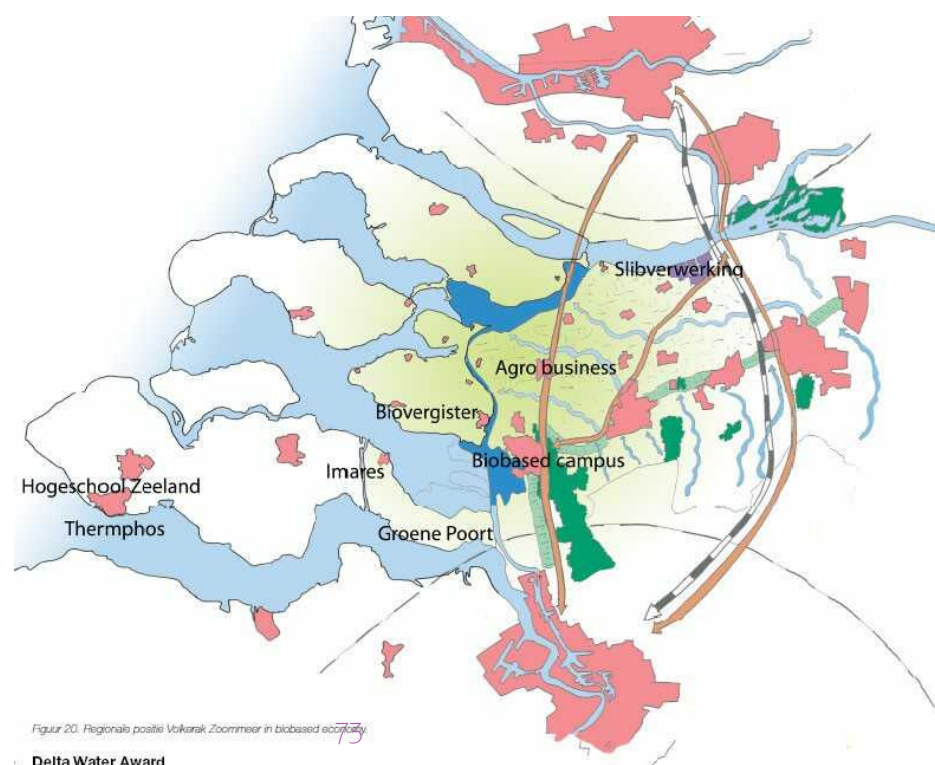 Slibverwerking
Agro business
Biovergister
Biobased campus
Imares
Hogeschool Zeeland
Thermphos
Groene Poort
Figuur 20. Regionale positie Volkerak Zoommeer in biobased economy.
73
Delta Water Award